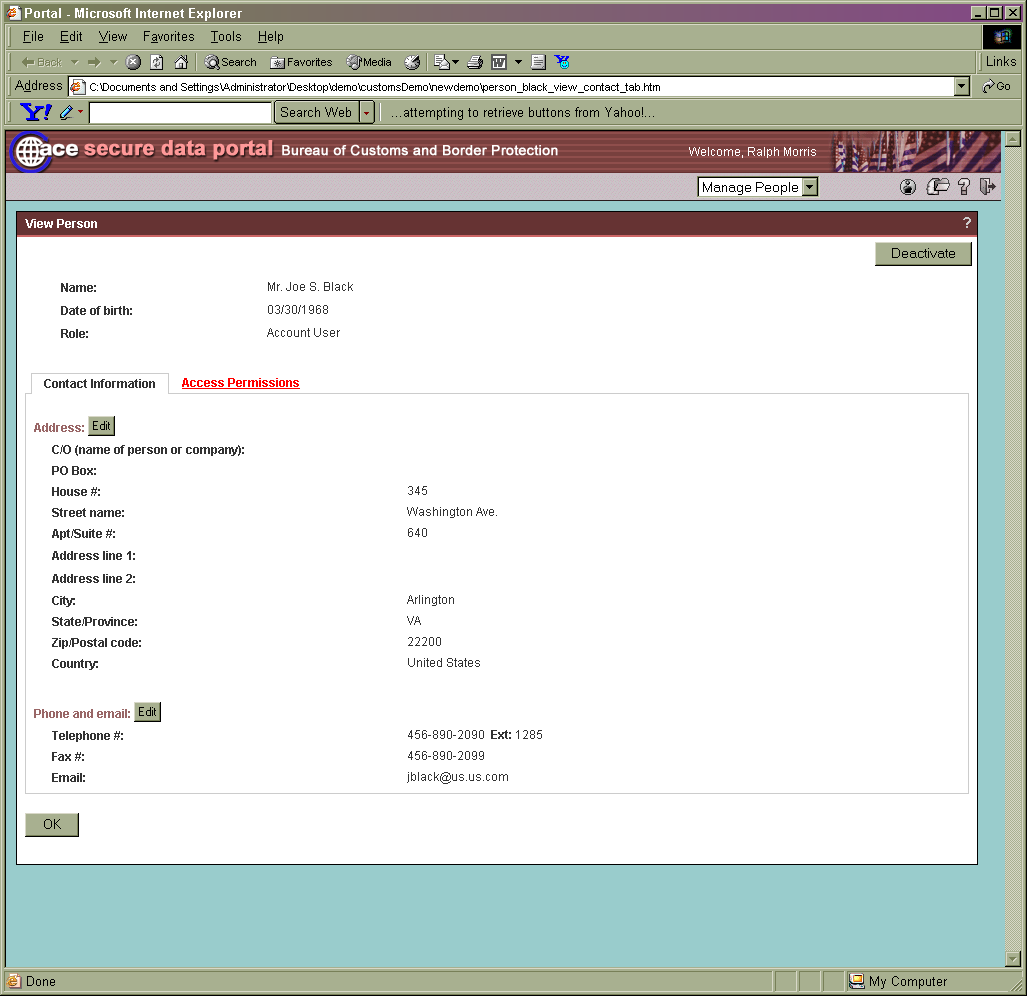 Portal - Microsoft Internet Explorer
File Edit View Favorites Tools Help
Back Search Favorites Media Links
Address C:\Documents and Settings\Administrator\Desktop\demo\customsDemo\newdemo\person_black_view_contact_tab.htm Go
Y! Search Web ...attempting to retrieve buttons from Yahoo!...
ace secure data portal Bureau of Customs and Border Protection Welcome, Ralph Morris
Manage People ?
View Person ?
Deactivate
Name: Mr. Joe S. Black
Date of birth: 03/30/1968
Role: Account User
Contact Information Access Permissions
Address: Edit
C/O (name of person or company):
PO Box:
House #: 345
Street name: Washington Ave.
Apt/Suite #: 640
Address line 1:
Address line 2:
City: Arlington
State/Province: VA
Zip/Postal code: 22200
Country: United States
Phone and email: Edit
Telephone #: 456-890-2090 Ext: 1285
Fax #: 456-890-2099
Email: jblack@us.us.com
OK
Done My Computer